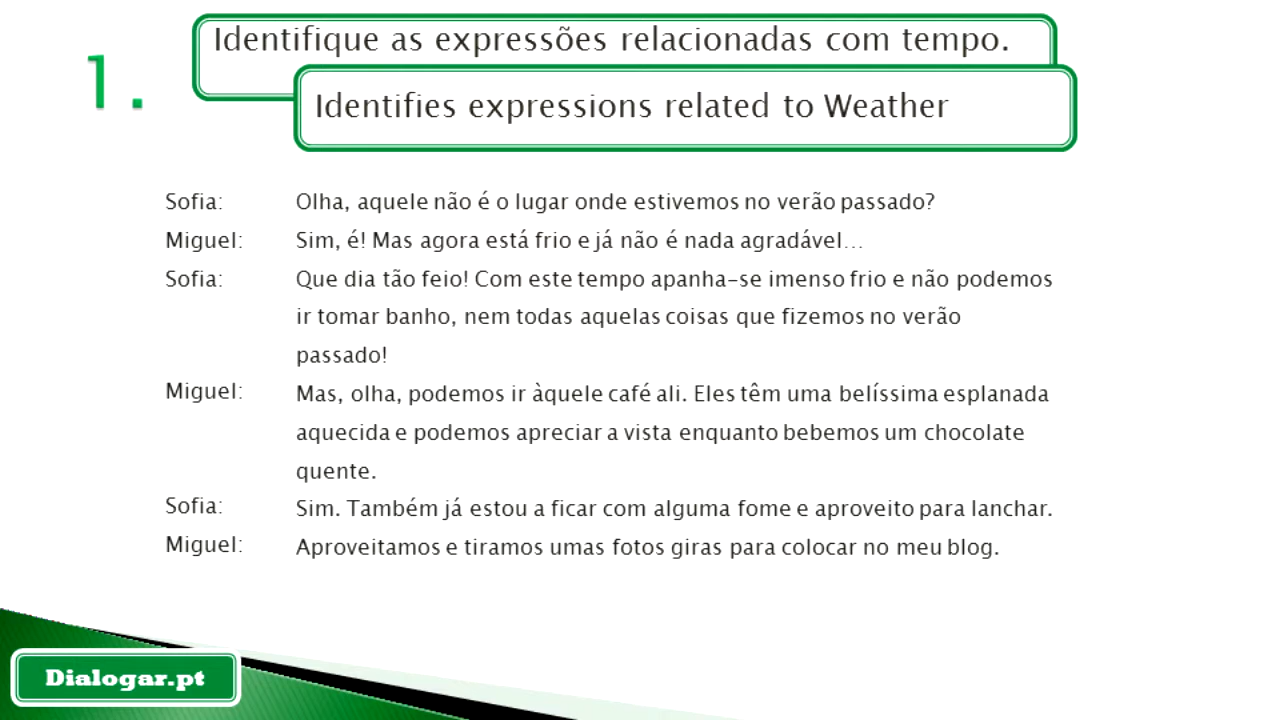 1.
Identifique as expressões relacionadas com tempo.
Identifies expressions related to Weather
Sofia: Olha, aquele não é o lugar onde estivemos no verão passado?
Miguel: Sim, é! Mas agora está frio e já não é nada agradável...
Sofia: Que dia tão feio! Com este tempo apanha-se imenso frio e não podemos
ir tomar banho, nem todas aquelas coisas que fizemos no verão
passado!
Miguel: Mas, olha, podemos ir àquele café ali. Eles têm uma belíssima esplanada
aquecida e podemos apreciar a vista enquanto bebemos um chocolate
quente.
Sofia: Sim. Também já estou a ficar com alguma fome e aproveito para lanchar.
Miguel: Aproveitamos e tiramos umas fotos giras para colocar no meu blog.
Dialogar.pt